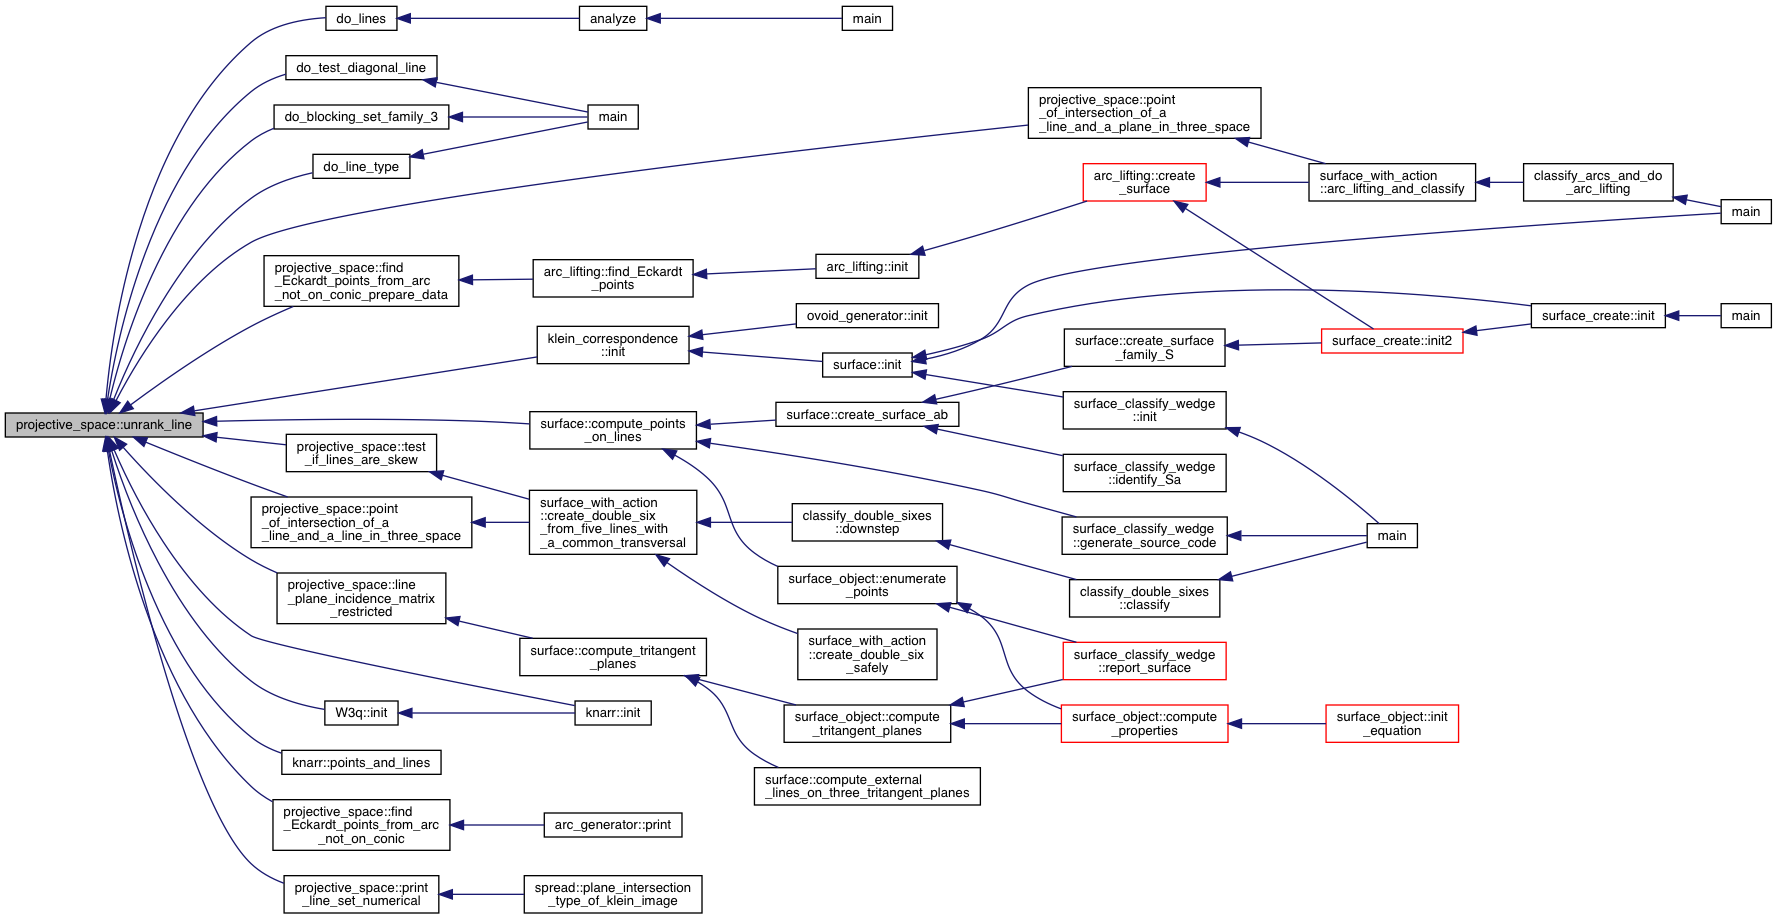 do_lines
analyze
main
do_test_diagonal_line
do_blocking_set_family_3
main
do_line_type
projective_space::point
_of_intersection_of_a
_line_and_a_plane_in_three_space
arc_lifting::create
_surface
surface_with_action
::arc_lifting_and_classify
classify_arcs_and_do
_arc_lifting
main
projective_space::find
_Eckardt_points_from_arc
_not_on_conic_prepare_data
arc_lifting::find_Eckardt
_points
arc_lifting::init
klein_correspondence
::init
ovoid_generator::init
surface::init
surface_create::init
main
surface::create_surface
_family_S
surface_create::init2
projective_space::unrank_line
surface::compute_points
_on_lines
surface::create_surface_ab
surface_classify_wedge
::init
projective_space::test
_if_lines_are_skew
surface_classify_wedge
::identify_Sa
projective_space::point
_of_intersection_of_a
_line_and_a_line_in_three_space
surface_with_action
::create_double_six
_from_five_lines_with
_a_common_transversal
classify_double_sixes
::downstep
surface_classify_wedge
::generate_source_code
main
projective_space::line
_plane_incidence_matrix
_restricted
surface_object::enumerate
_points
classify_double_sixes
::classify
surface::compute_tritangent
_planes
surface_with_action
::create_double_six
_safely
surface_classify_wedge
::report_surface
W3q::init
knarr::init
surface_object::compute
_tritangent_planes
surface_object::compute
_properties
surface_object::init
_equation
knarr::points_and_lines
surface::compute_external
_lines_on_three_tritangent_planes
projective_space::find
_Eckardt_points_from_arc
_not_on_conic
arc_generator::print
projective_space::print
_line_set_numerical
spread::plane_intersection
_type_of_klein_image